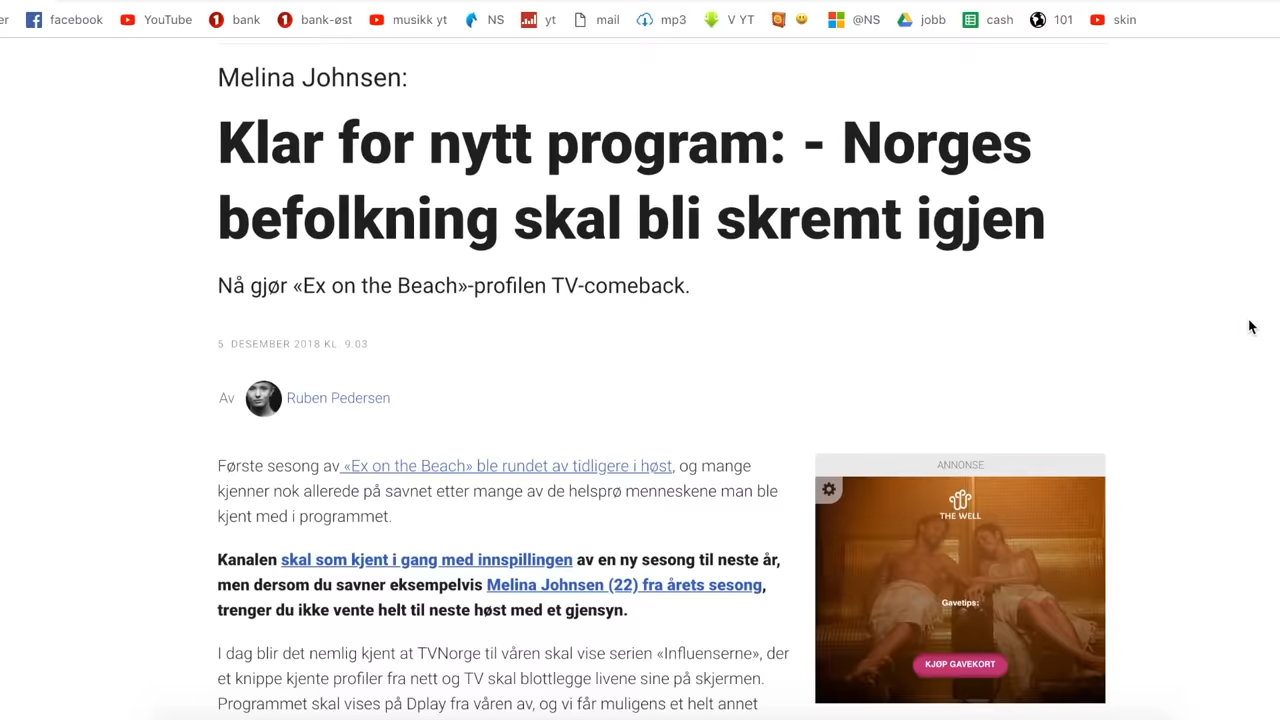 er facebook YouTube bank bank-øst musikk yt NS yt mail mp3 V YT @NS jobb cash 101 skin
Melina Johnsen:
Klar for nytt program: - Norges
befolkning skal bli skremt igjen
Nå gjør «Ex on the Beach»-profilen TV-comeback.
5 DESEMBER 2018 KL. 9.03
Av Ruben Pedersen
Første sesong av «Ex on the Beach» ble rundet av tidligere i høst, og mange
kjenner nok allerede på savnet etter mange av de helsprø menneskene man ble
kjent med i programmet.
Kanalen skal som kjent i gang med innspillingen av en ny sesong til neste år,
men dersom du savner eksempelvis Melina Johnsen (22) fra årets sesong,
trenger du ikke vente helt til neste høst med et gjensyn.
I dag blir det nemlig kjent at TVNorge til våren skal vise serien «Influenserne», der
et knippe kjente profiler fra nett og TV skal blottlegge livene sine på skjermen.
Programmet skal vises på Dplay fra våren av, og vi får muligens et helt annet
ANNONSE
THE WELL
Gavetips:
KJØP GAVEKORT